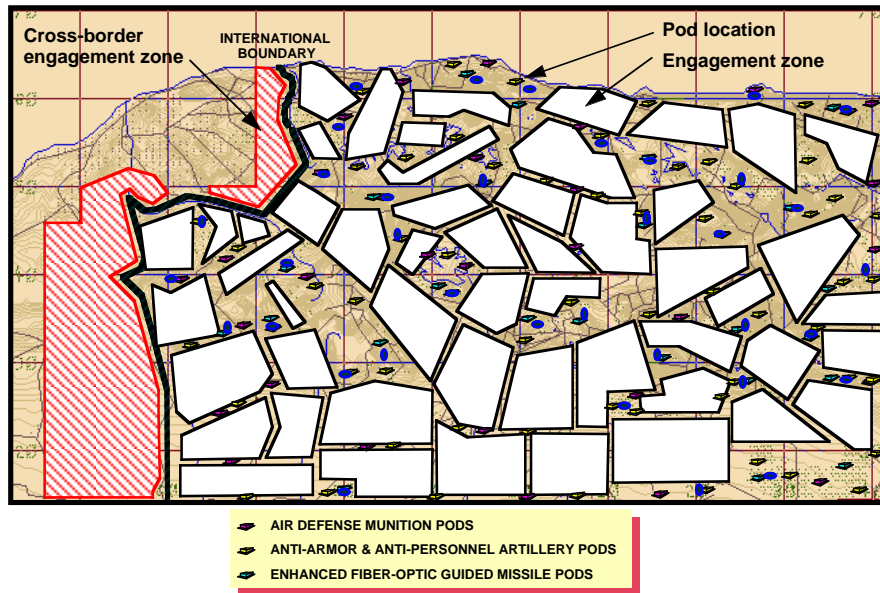 Cross-border
engagement zone
INTERNATIONAL
BOUNDARY
Pod location
Engagement zone
AIR DEFENSE MUNITION PODS
ANTI-ARMOR & ANTI-PERSONNEL ARTILLERY PODS
ENHANCED FIBER-OPTIC GUIDED MISSILE PODS